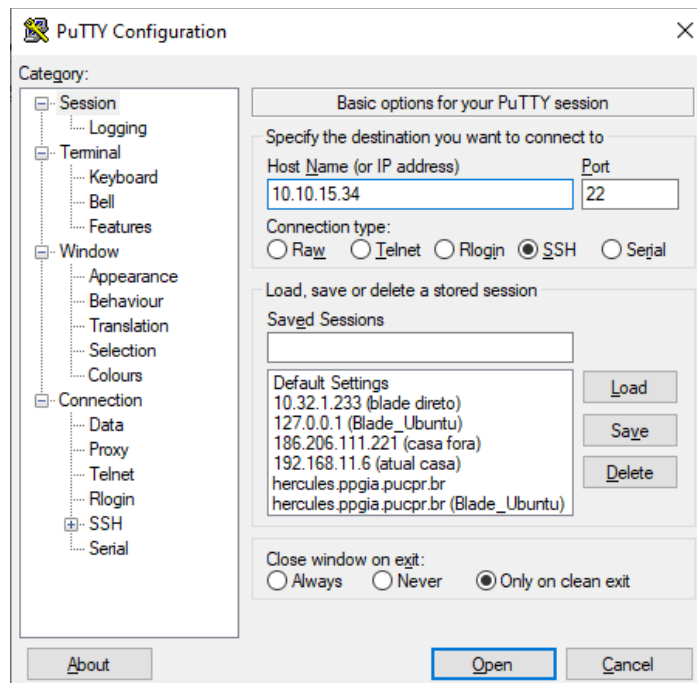 PuTTY Configuration
Category:
Session
Logging
Terminal
Keyboard
Bell
Features
Window
Appearance
Behaviour
Translation
Selection
Colours
Connection
Data
Proxy
Telnet
Rlogin
SSH
Serial
Basic options for your PuTTY session
Specify the destination you want to connect to
Host Name (or IP address) Port
10.10.15.34 22
Connection type:
Raw Telnet Rlogin SSH Serial
Load, save or delete a stored session
Saved Sessions
Default Settings
10.32.1.233 (blade direto)
127.0.0.1 (Blade_Ubuntu)
186.206.111.221 (casa fora)
192.168.11.6 (atual casa)
hercules.ppgia.pucpr.br
hercules.ppgia.pucpr.br (Blade_Ubuntu)
Load
Save
Delete
Close window on exit:
Always Never Only on clean exit
About Open Cancel